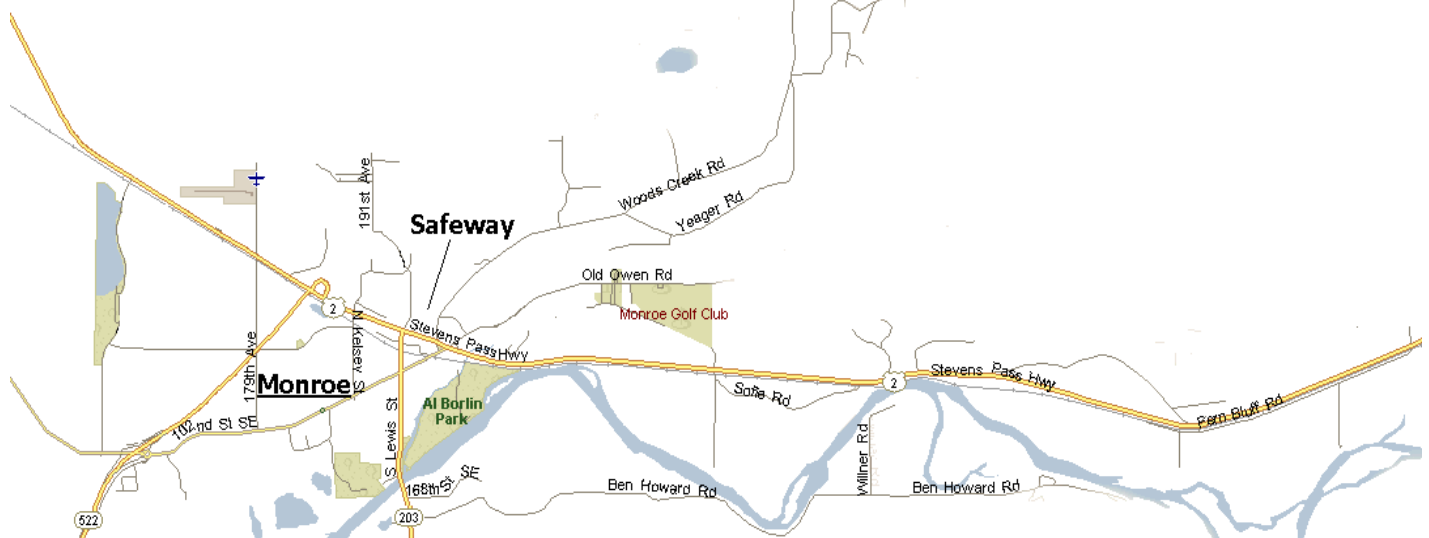 Woods Creek Rd
191st Ave
Yeager Rd
Safeway
Old Owen Rd
2
Monroe Golf Club
N Kelsey St
Stevens Pass Hwy
179th Ave
Stevens Pass Hwy
2
Monroe
Sofie Rd
Al Borlin
Park
Fern Bluff Rd
S Lewis St
162nd St SE
Willner Rd
168th St SE
Ben Howard Rd
Ben Howard Rd
522
203